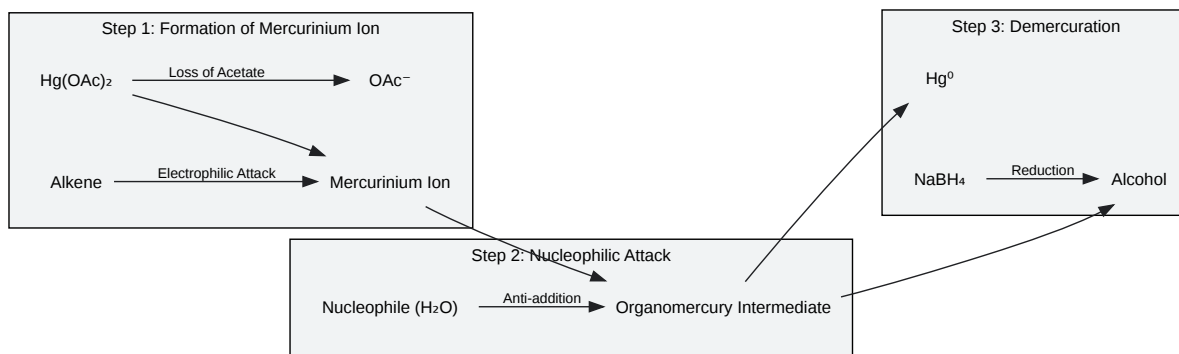 Step 1: Formation of Mercurinium Ion
Hg(OAc)₂
Loss of Acetate
OAc⁻
Alkene
Electrophilic Attack
Mercurinium Ion
Step 2: Nucleophilic Attack
Nucleophile (H₂O)
Anti-addition
Organomercury Intermediate
Step 3: Demercuration
Hg⁰
NaBH₄
Reduction
Alcohol